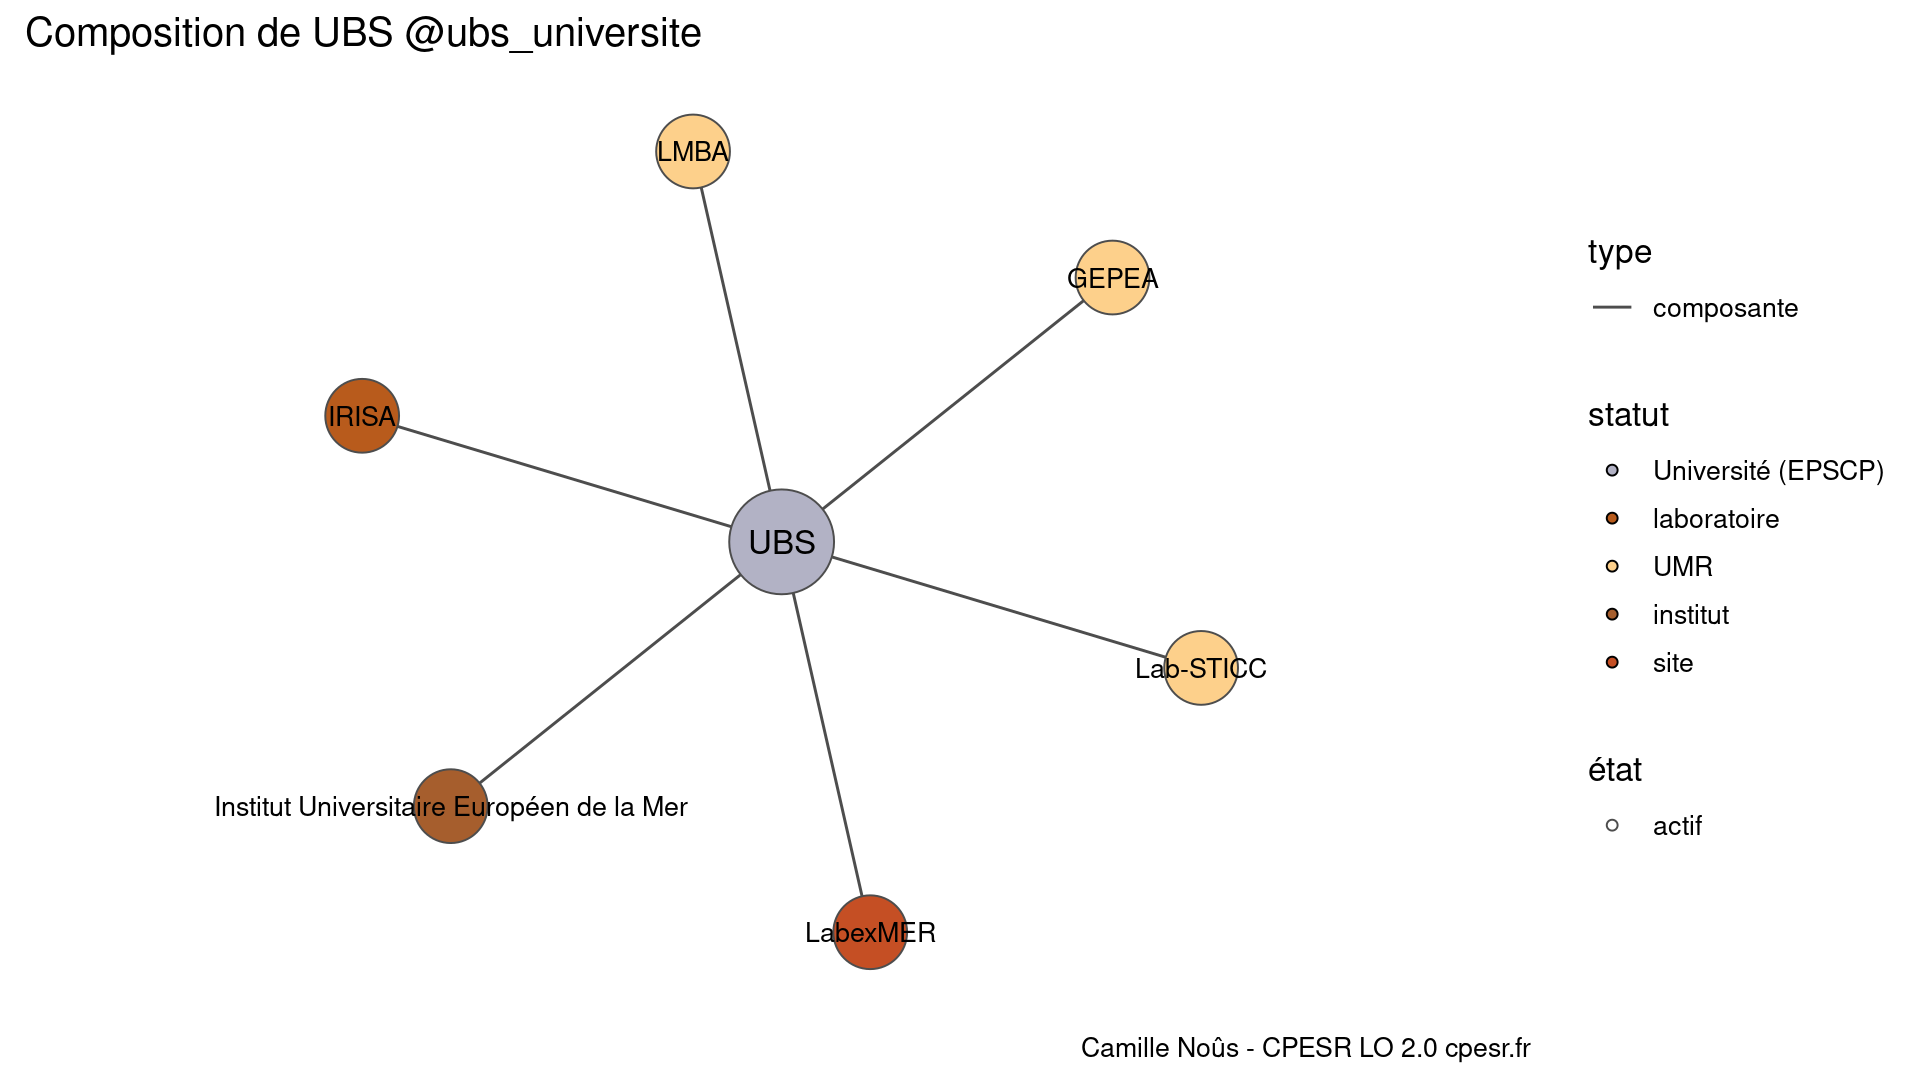 Composition de UBS @ubs_universite
LMBA
GEPEA
IRISA
UBS
Lab-STICC
Institut Universitaire Européen de la Mer
LabexMER
type
composante
statut
Université (EPSCP)
laboratoire
UMR
institut
site
état
actif
Camille Noûs - CPESR LO 2.0 cpesr.fr